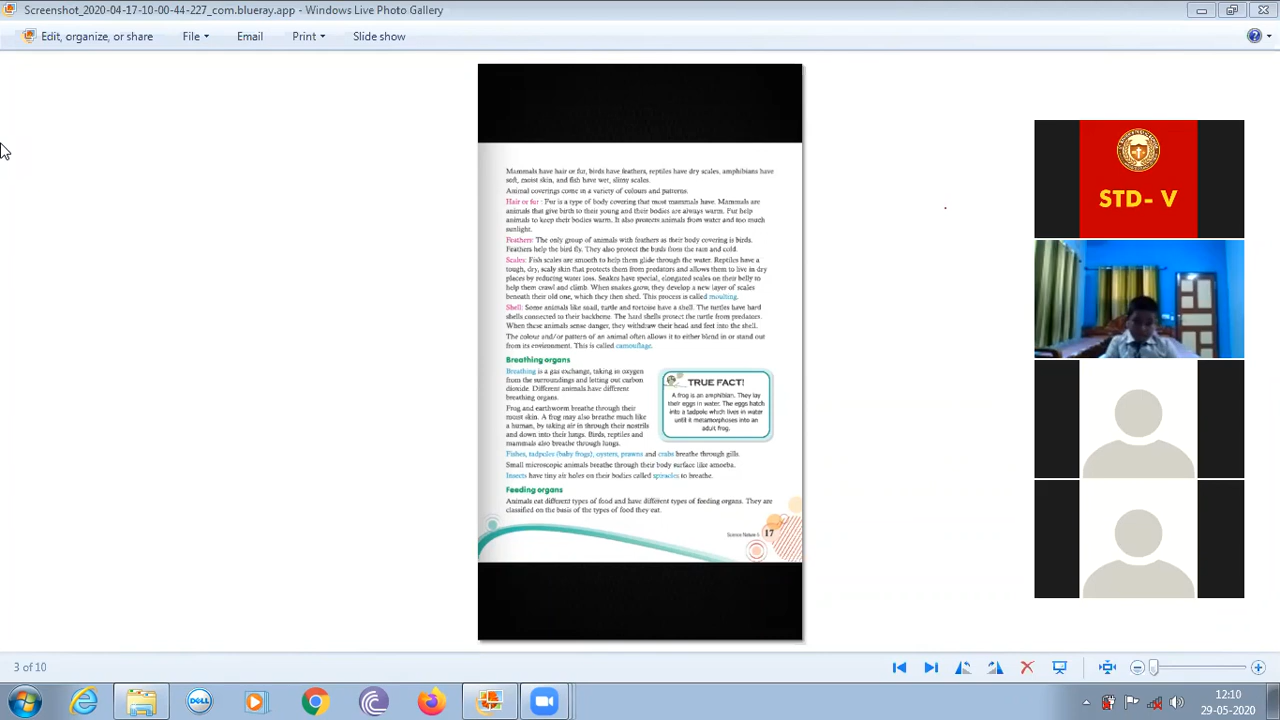 Screenshot_2020-04-17-10-00-44-227_com.blueray.app - Windows Live Photo Gallery
Edit, organize, or share File Email Print Slide show
Mammals have hair or fur, birds have feathers, reptiles have dry scales, amphibians have
soft, moist skin, and fish have wet, slimy scales.
Animal coverings come in a variety of colours and patterns.
Hair or fur : Fur is a type of body covering that most mammals have. Mammals are
animals that give birth to their young and their bodies are always warm. Fur help
animals to keep their bodies warm. It also protects animals from water and too much
sunlight.
Feathers: The only group of animals with feathers as their body covering is birds.
Feathers help the bird fly. They also protect the birds from the rain and cold.
Scales: Fish scales are smooth to help them glide through the water. Reptiles have a
tough, dry, scaly skin that protects them from predators and allows them to live in dry
places by reducing water loss. Snakes have special, elongated scales on their belly to
help them crawl and climb. When snakes grow, they develop a new layer of scales
beneath their old one, which they then shed. This process is called moulting.
Shell: Some animals like snail, turtle and tortoise have a shell. The turtles have hard
shells connected to their backbone. The hard shells protect the turtle from predators.
When these animals sense danger, they withdraw their head and feet into the shell.
The colour and/or pattern of an animal often allows it to either blend in or stand out
from its environment. This is called camouflage.
Breathing organs
Breathing is a gas exchange, taking in oxygen
from the surroundings and letting out carbon
dioxide. Different animals have different
breathing organs.
Frog and earthworm breathe through their
moist skin. A frog may also breathe much like
a human, by taking air in through their nostrils
and down into their lungs. Birds, reptiles and
mammals also breathe through lungs.
TRUE FACT!
A frog is an amphibian. They lay
their eggs in water. The eggs hatch
into a tadpole which lives in water
until it metamorphoses into an
adult frog.
Fishes, tadpoles (baby frogs), oysters, prawns and crabs breathe through gills.
Small microscopic animals breathe through their body surface like amoeba.
Insects have tiny air holes on their bodies called spiracles to breathe.
Feeding organs
Animals eat different types of food and have different types of feeding organs. They are
classified on the basis of the types of food they eat.
Science Nature 5 17
STD- V
3 of 10
DELL
12:10
29-05-2020